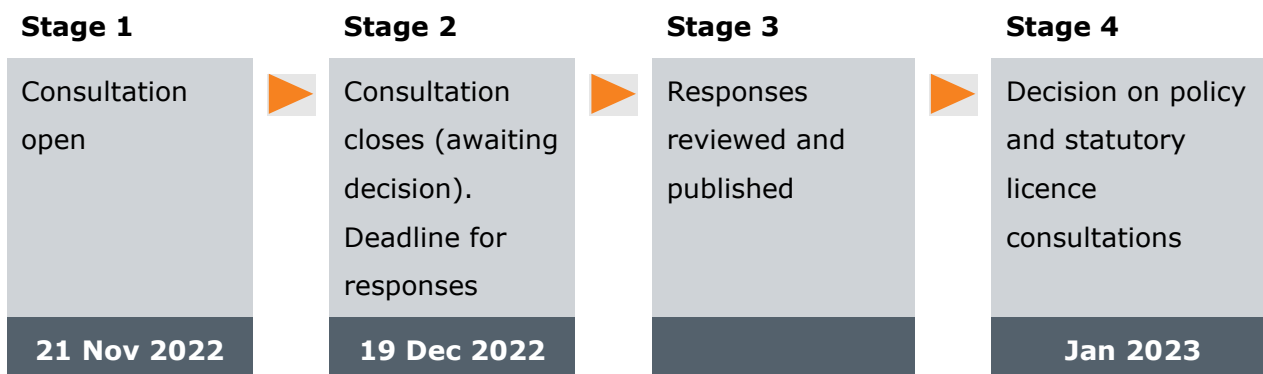 Stage 1
Consultation
open
21 Nov 2022
Stage 2
Consultation
closes (awaiting
decision).
Deadline for
responses
19 Dec 2022
Stage 3
Responses
reviewed and
published
Stage 4
Decision on policy
and statutory
licence
consultations
Jan 2023